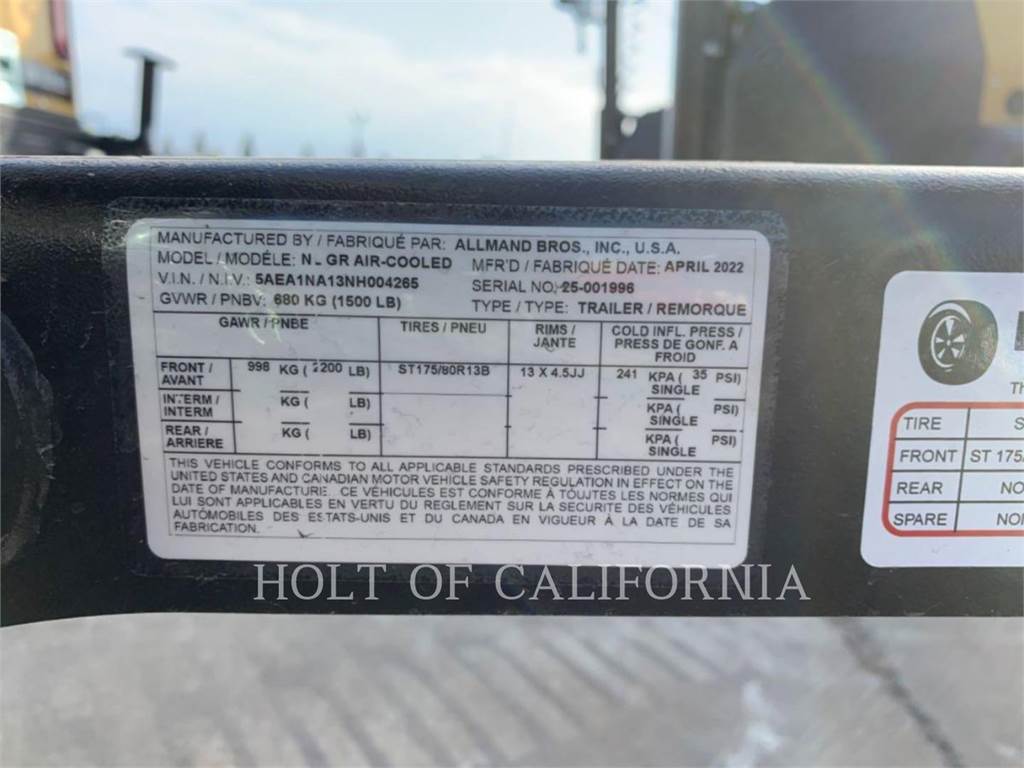 MANUFACTURED BY / FABRIQUÉ PAR: ALLMAND BROS., INC., U.S.A.
MODEL / MODÉLE: GR AIR-COOLED MFR'D / FABRIQUÉ DATE: APRIL 2022
V.I.N. / N.I.V.: 5AEA1NA13NH004265 SERIAL NO.: 25-001996
GVWR / PNBV: 680 KG (1500 LB) TYPE / TYPE: TRAILER / REMORQUE
GAWR / PNBE TIRES / PNEU RIMS / JANTE COLD INFL. PRESS / PRESS DE GONF. A FROID
FRONT / AVANT 998 KG ( 2200 LB) ST175/80R13B 13 X 4.5JJ 241 KPA ( 35 PSI) SINGLE
INTERM / INTERM KG ( LB) KPA ( PSI) SINGLE
REAR / ARRIERE KG ( LB) KPA ( PSI) SINGLE
THIS VEHICLE CONFORMS TO ALL APPLICABLE STANDARDS PRESCRIBED UNDER THE
UNITED STATES AND CANADIAN MOTOR VEHICLE SAFETY REGULATION IN EFFECT ON THE
DATE OF MANUFACTURE. CE VÉHICULES EST CONFORME À TOUTES LES NORMES QUI
LUI SONT APPLICABLES EN VERTU DU REGLEMENT SUR LA SECURITE DES VÉHICULES
AUTOMOBILES DES ESTATS-UNIS ET DU CANADA EN VIGUEUR À LA DATE DE SA
FABRICATION.
TIRE S
FRONT ST 175/
REAR NO
SPARE NO
HOLT OF CALIFORNIA